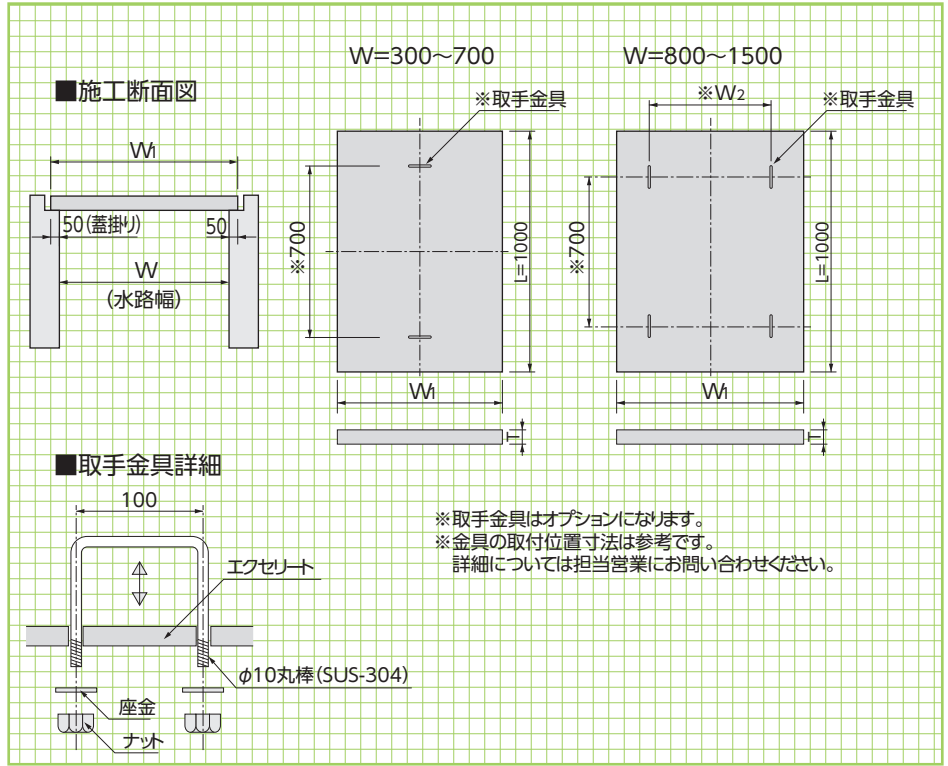 ■施工断面図
W1
50(蓋掛り)
50
W
(水路幅)
W=300〜700
※取手金具
※700
L=1000
W1
T
W=800〜1500
※W2
※取手金具
※700
L=1000
W1
T
■取手金具詳細
100
エクセリート
φ10丸棒(SUS-304)
座金
ナット
※取手金具はオプションになります。
※金具の取付位置寸法は参考です。
詳細については担当営業にお問い合わせください。